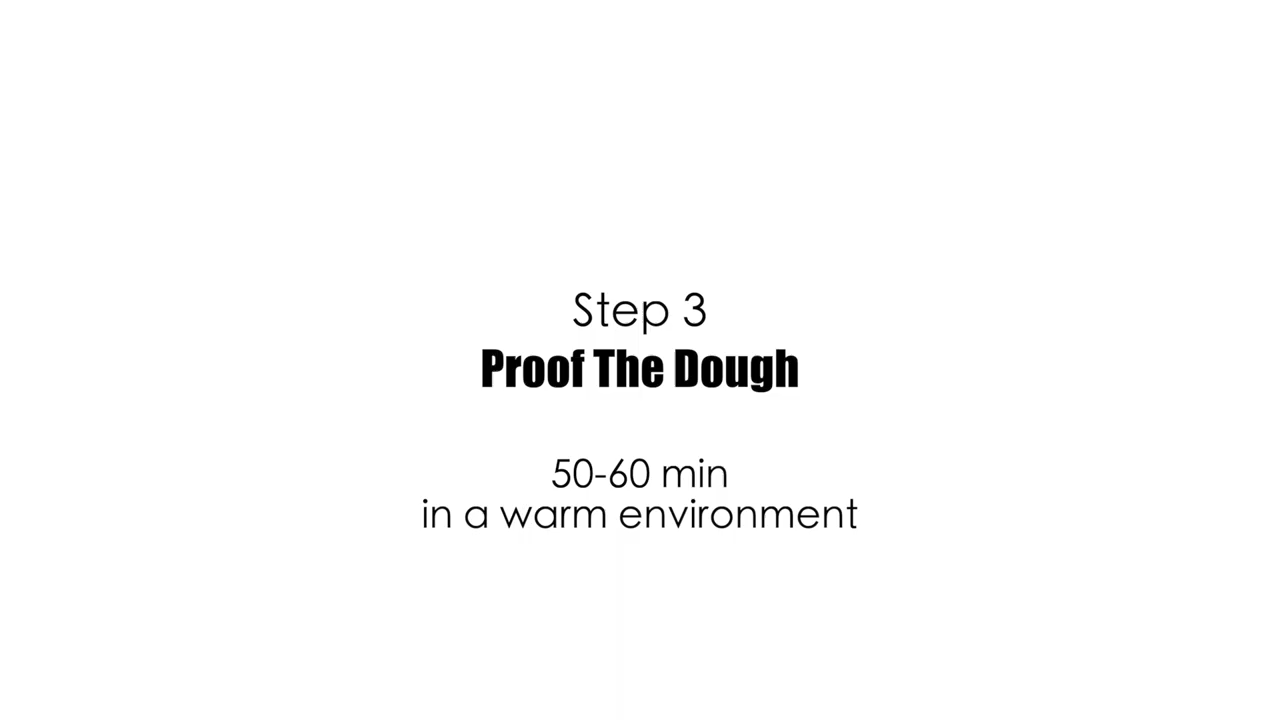 Step 3
Proof The Dough
50-60 min
in a warm environment